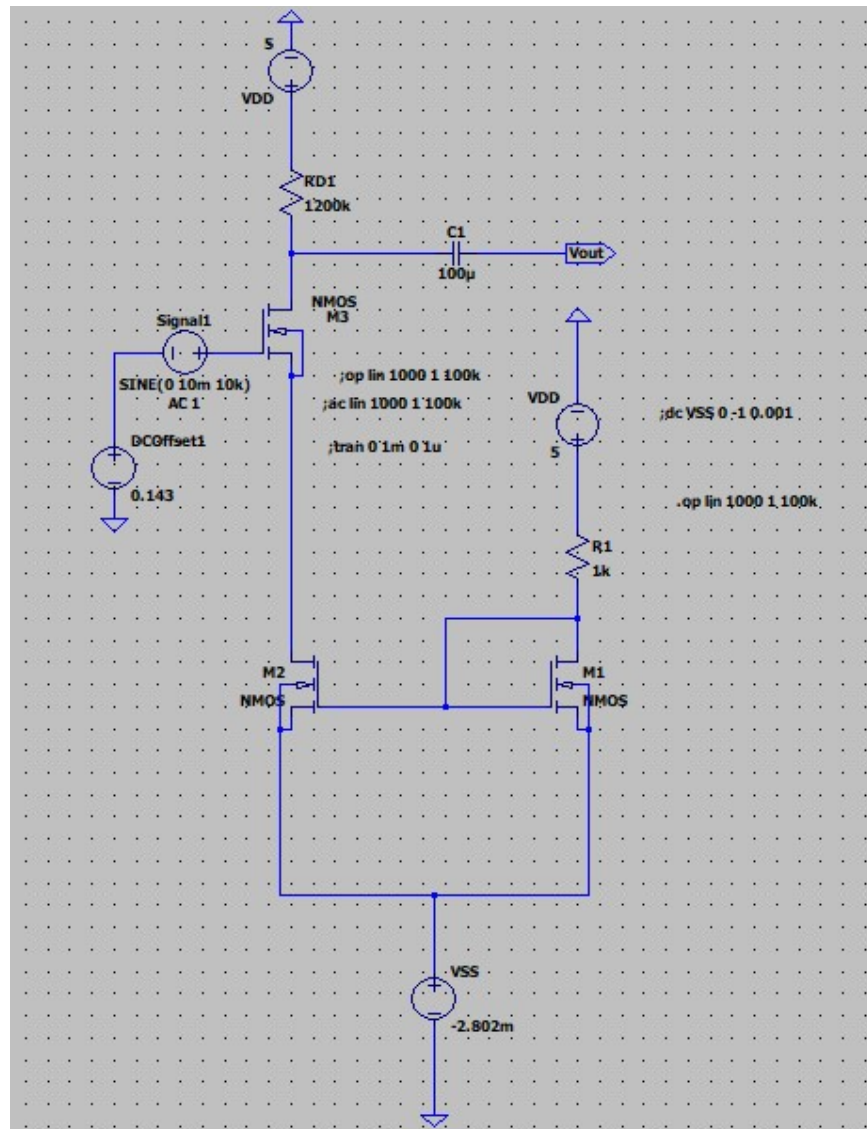 5
VDD
RD1
1200k
C1
100µ
Vout
NMOS
M3
Signal1
SINE(0 10m 10k)
AC 1
;op lin 1000 1 100k
;ac lin 1000 1 100k
;tran 0 1m 0 1u
DCOffset1
0.143
VDD
5
;dc VSS 0 -1 0.001
.op lin 1000 1 100k
R1
1k
M2
NMOS
M1
NMOS
VSS
-2.802m